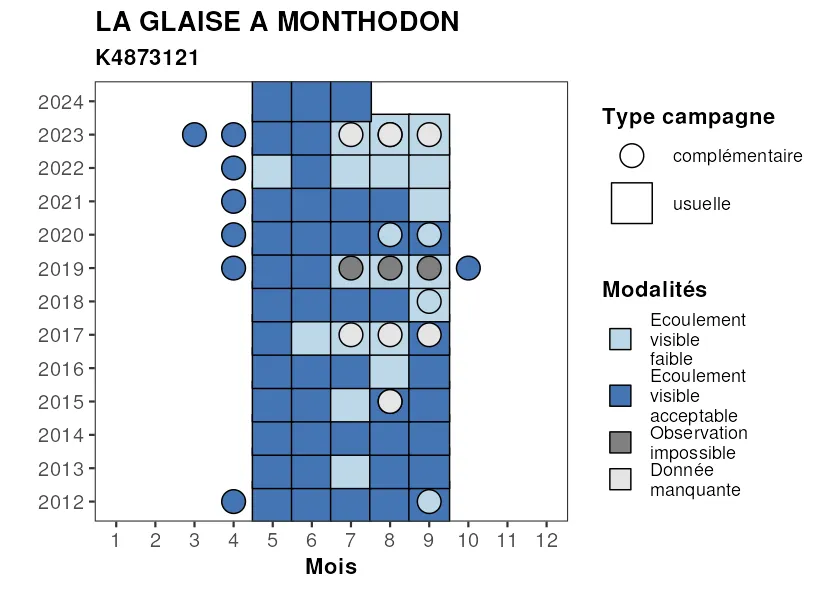 LA GLAISE A MONTHODON
K4873121
2024
2023
2022
2021
2020
2019
2018
2017
2016
2015
2014
2013
2012
1 2 3 4 5 6 7 8 9 10 11 12
Mois
Type campagne
complémentaire
usuelle
Modalités
Ecoulement
visible
faible
Ecoulement
visible
acceptable
Observation
impossible
Donnée
manquante